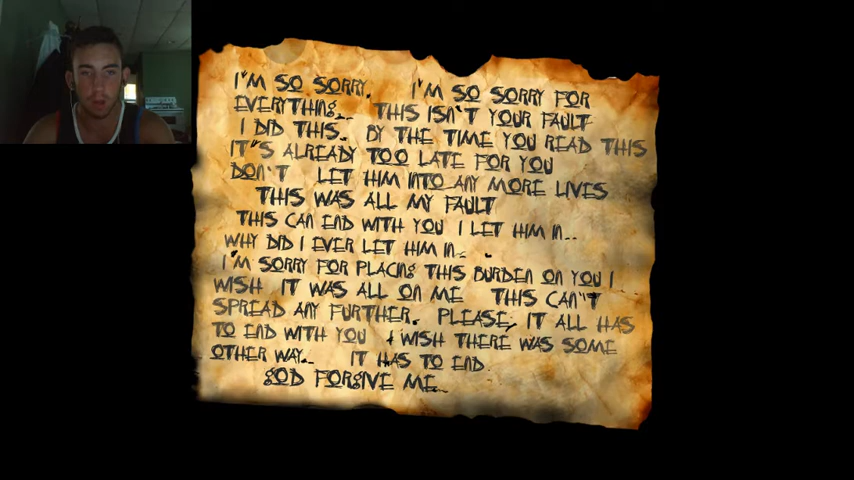 I'M SO SORRY. I'M SO SORRY FOR
EVERYTHING... THIS ISN'T YOUR FAULT
I DID THIS. BY THE TIME YOU READ THIS
IT'S ALREADY TOO LATE FOR YOU
DON'T LET HIM INTO ANY MORE LIVES
THIS WAS ALL MY FAULT
THIS CAN END WITH YOU I LET HIM IN...
WHY DID I EVER LET HIM IN...
I'M SORRY FOR PLACING THIS BURDEN ON YOU I
WISH IT WAS ALL ON ME THIS CAN'T
SPREAD ANY FURTHER. PLEASE, IT ALL HAS
TO END WITH YOU I WISH THERE WAS SOME
OTHER WAY... IT HAS TO END
GOD FORGIVE ME...